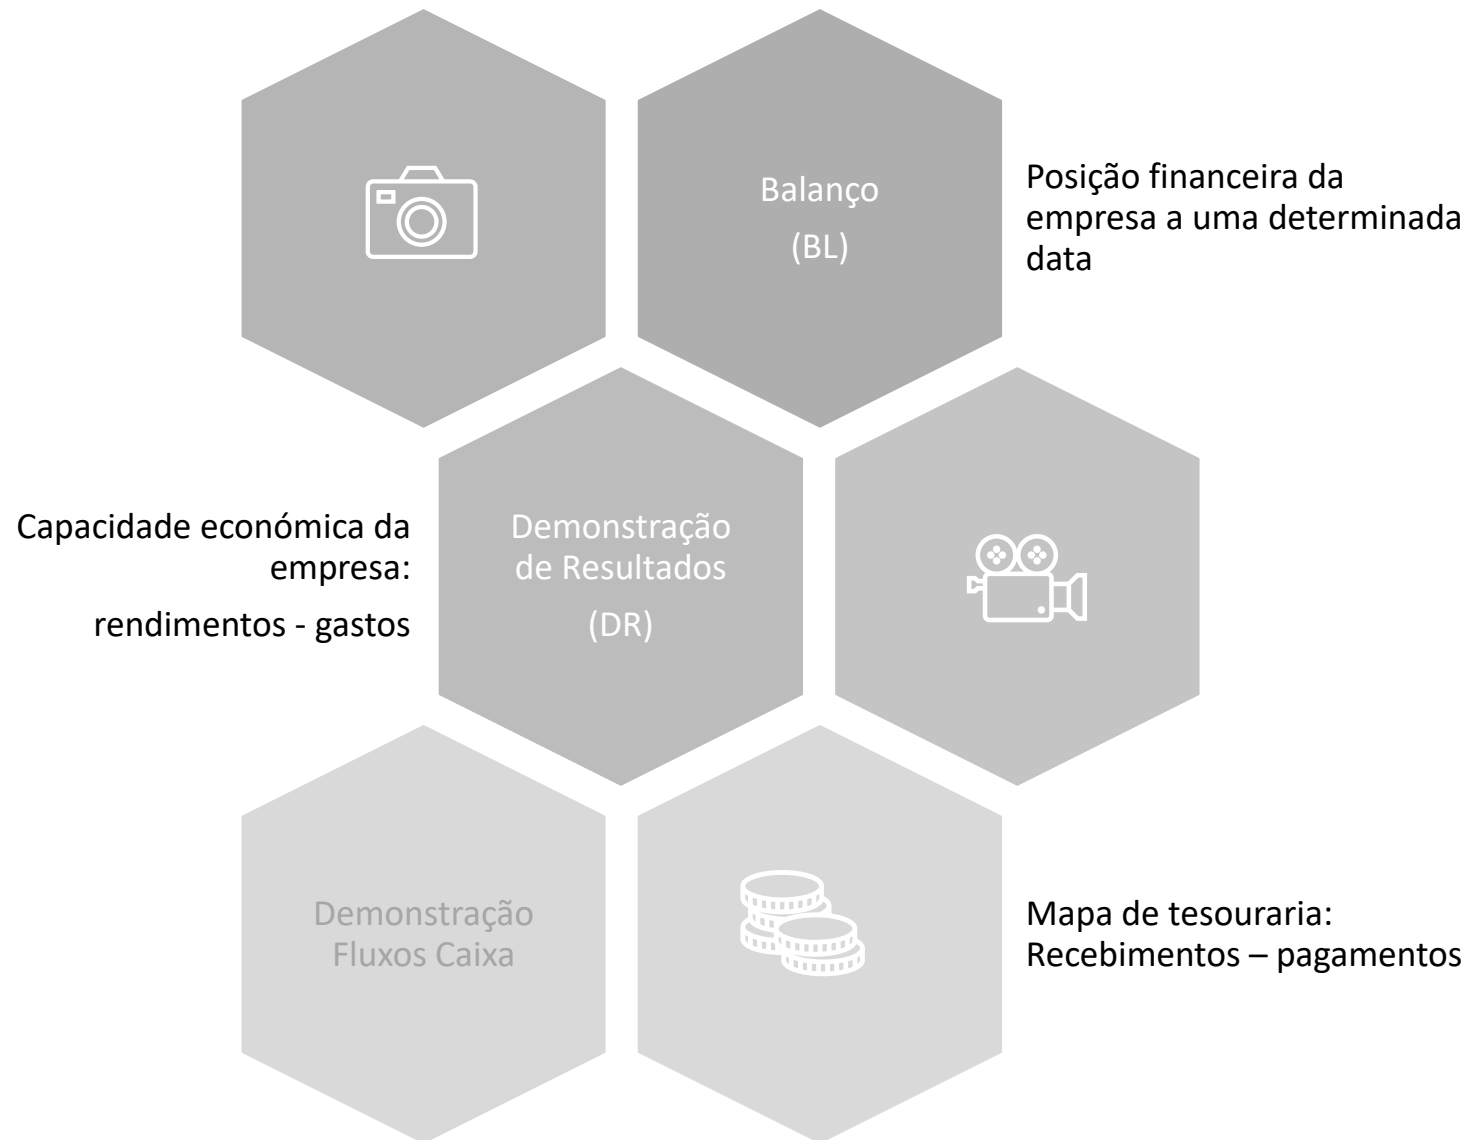 Balanço
(BL)
Posição financeira da
empresa a uma determinada
data
Capacidade económica da
empresa:
rendimentos - gastos
Demonstração
de Resultados
(DR)
Demonstração
Fluxos Caixa
Mapa de tesouraria:
Recebimentos – pagamentos